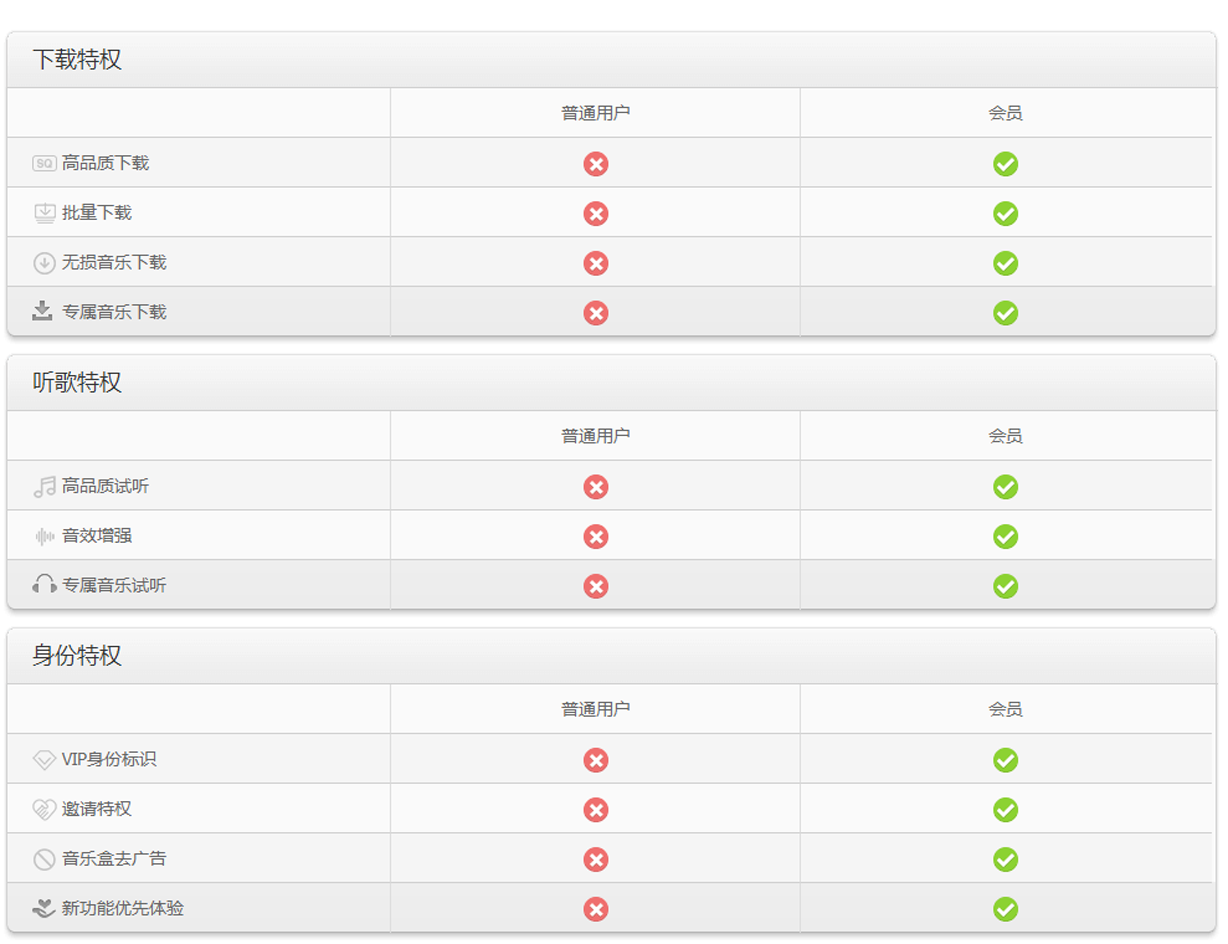 下载特权
普通用户 会员
SQ 高品质下载
批量下载
无损音乐下载
专属音乐下载
听歌特权
普通用户 会员
高品质试听
音效增强
专属音乐试听
身份特权
普通用户 会员
VIP身份标识
邀请特权
音乐盒去广告
新功能优先体验